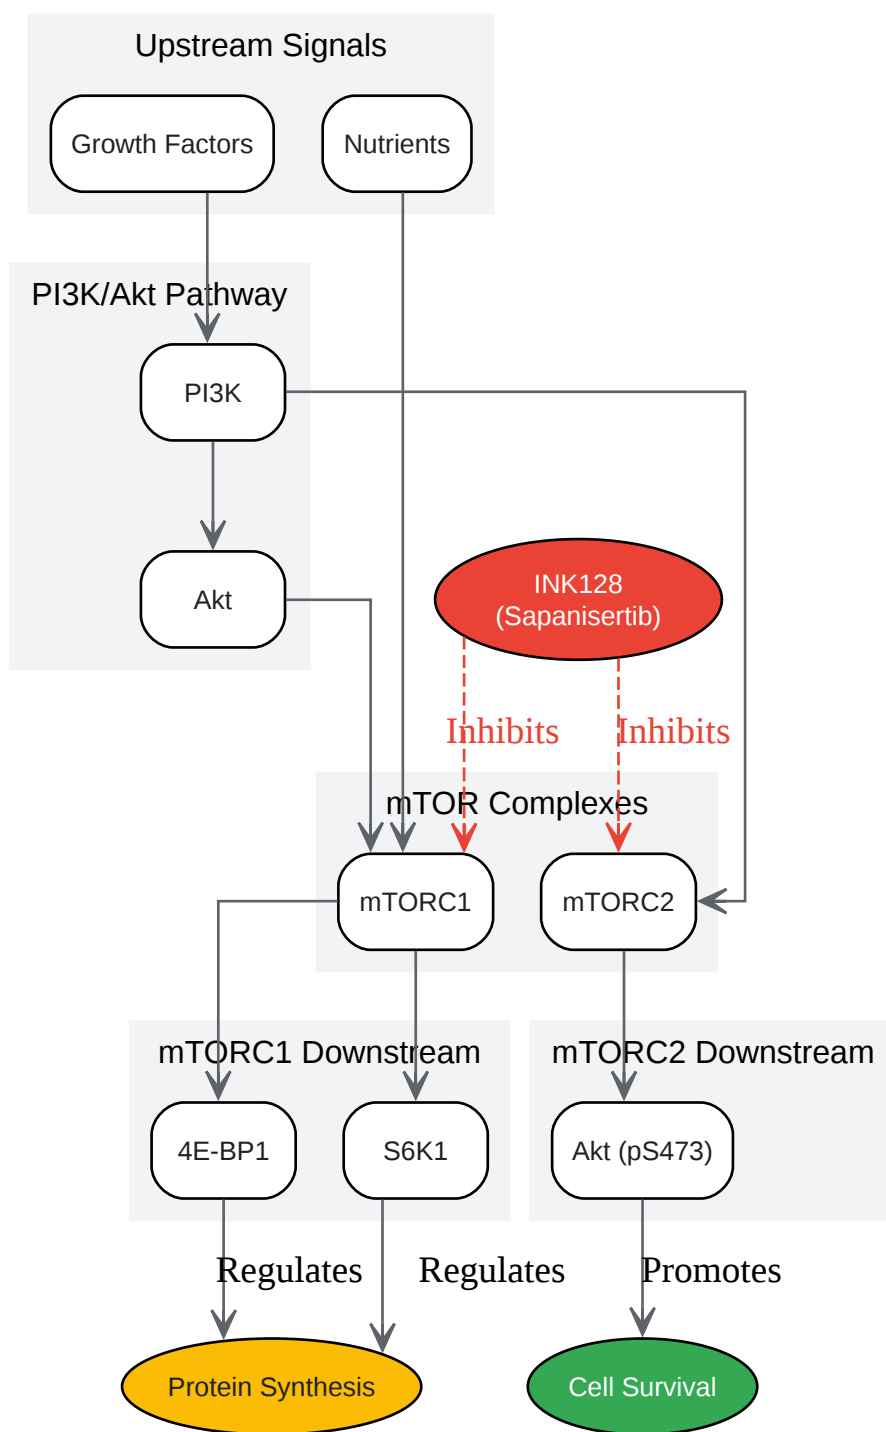 Upstream Signals
Growth Factors
Nutrients
PI3K/Akt Pathway
PI3K
Akt
INK128
(Sapanisertib)
Inhibits
Inhibits
mTOR Complexes
mTORC1
mTORC2
mTORC1 Downstream
mTORC2 Downstream
4E-BP1
S6K1
Akt (pS473)
Regulates
Regulates
Promotes
Protein Synthesis
Cell Survival